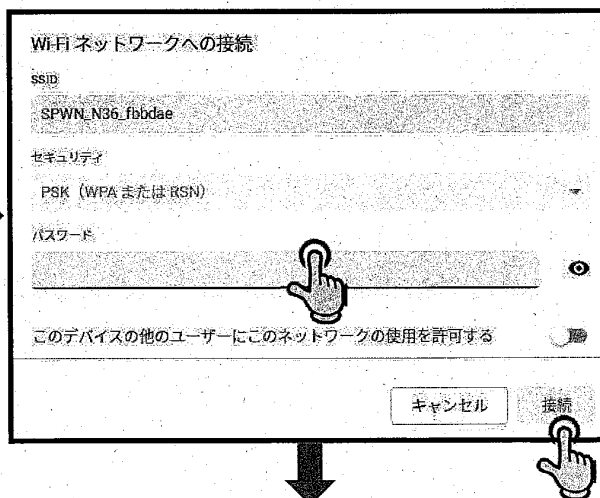 Wi-Fi ネットワークへの接続
SSID
SPWN_N36_fbbdae
セキュリティ
PSK（WPA または RSN）
パスワード
このデバイスの他のユーザーにこのネットワークの使用を許可する
キャンセル
接続